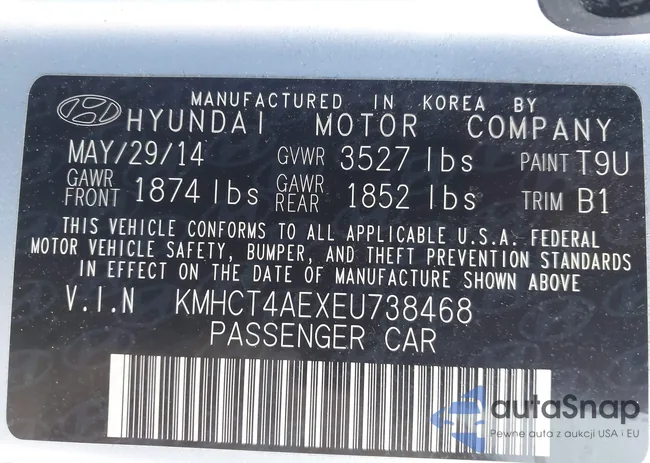 MANUFACTURED IN KOREA BY
HYUNDAI MOTOR COMPANY
MAY/29/14 GVWR 3527 lbs PAINT T9U
GAWR FRONT 1874 lbs GAWR REAR 1852 lbs TRIM B1
THIS VEHICLE CONFORMS TO ALL APPLICABLE U.S.A. FEDERAL
MOTOR VEHICLE SAFETY, BUMPER, AND THEFT PREVENTION STANDARDS
IN EFFECT ON THE DATE OF MANUFACTURE SHOWN ABOVE
V.I.N KMHCT4AEXEU738468
PASSENGER CAR
autaSnap
Pewne auta z aukcji USA i EU